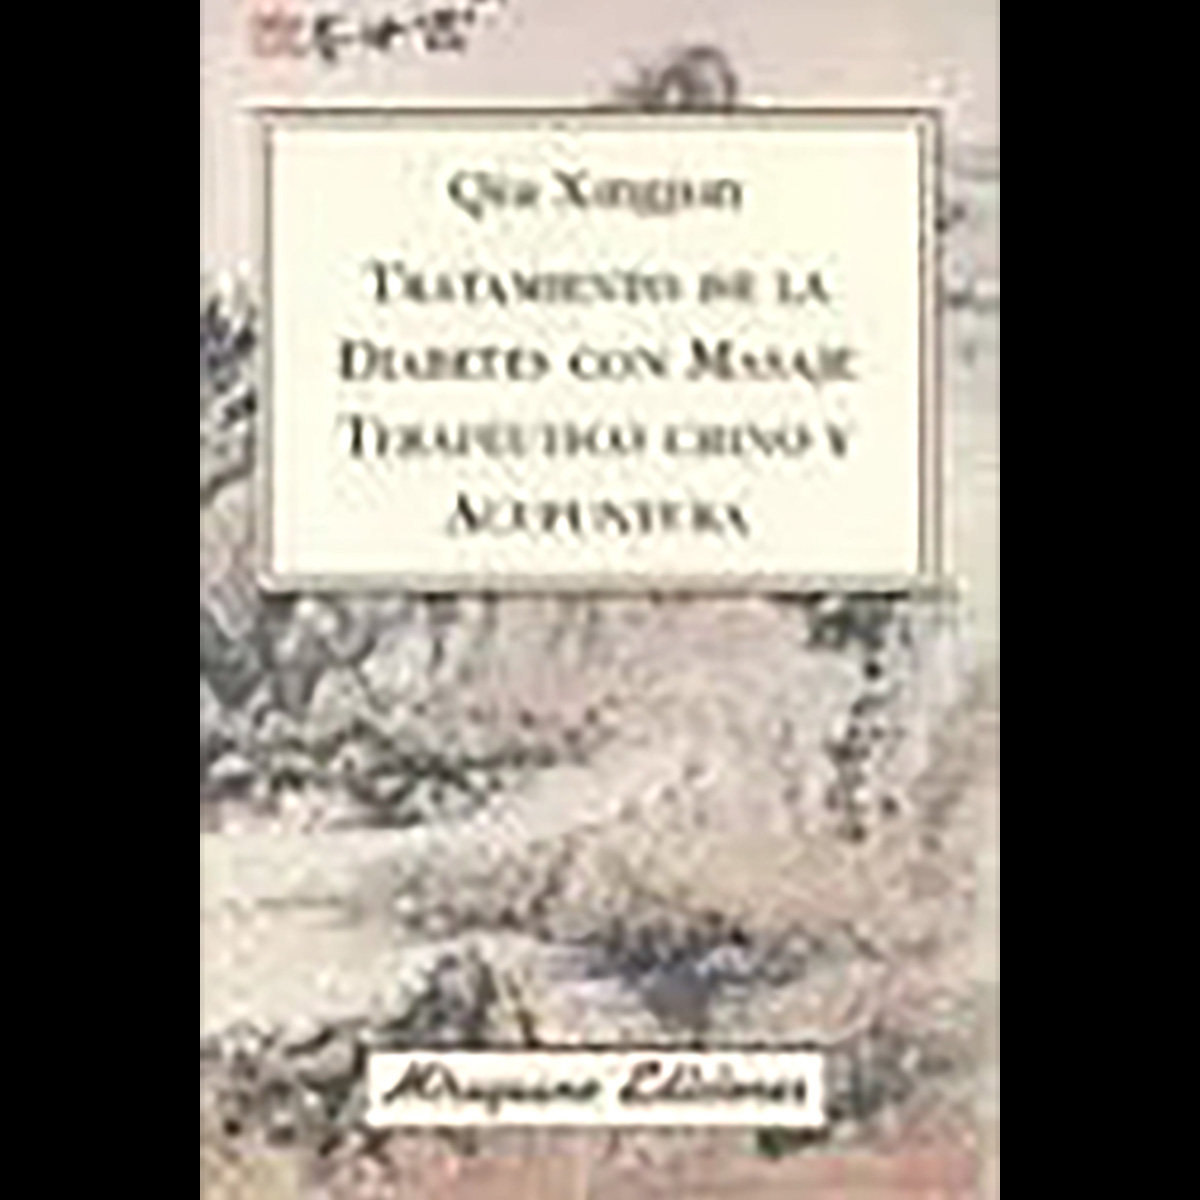 Tratamiento de la
Diabetes con Masaje
Terapéutico chino y
Acupuntura
Miraguano Ediciones